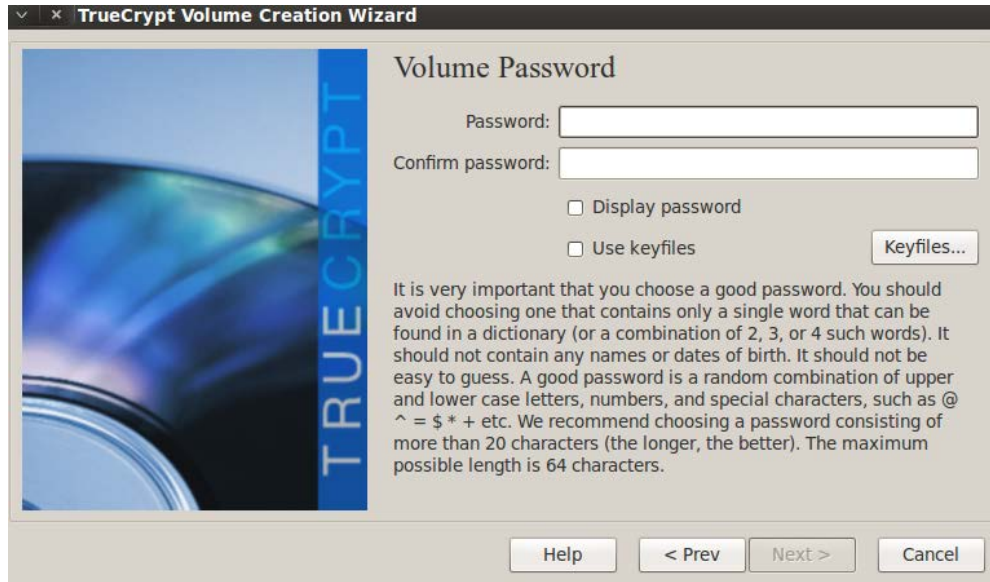 TrueCrypt Volume Creation Wizard
TRUECRYPT
Volume Password
Password:
Confirm password:
Display password
Use keyfiles
Keyfiles...
It is very important that you choose a good password. You should
avoid choosing one that contains only a single word that can be
found in a dictionary (or a combination of 2, 3, or 4 such words). It
should not contain any names or dates of birth. It should not be
easy to guess. A good password is a random combination of upper
and lower case letters, numbers, and special characters, such as @
^ = $ * + etc. We recommend choosing a password consisting of
more than 20 characters (the longer, the better). The maximum
possible length is 64 characters.
Help
< Prev
Next >
Cancel